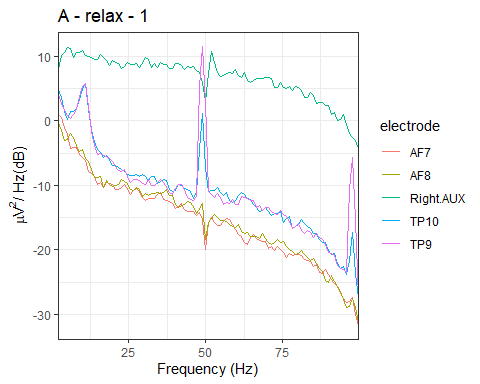 A - relax - 1
μV²/ Hz(dB)
10
0
-10
-20
-30
25
50
75
Frequency (Hz)
electrode
AF7
AF8
Right.AUX
TP10
TP9